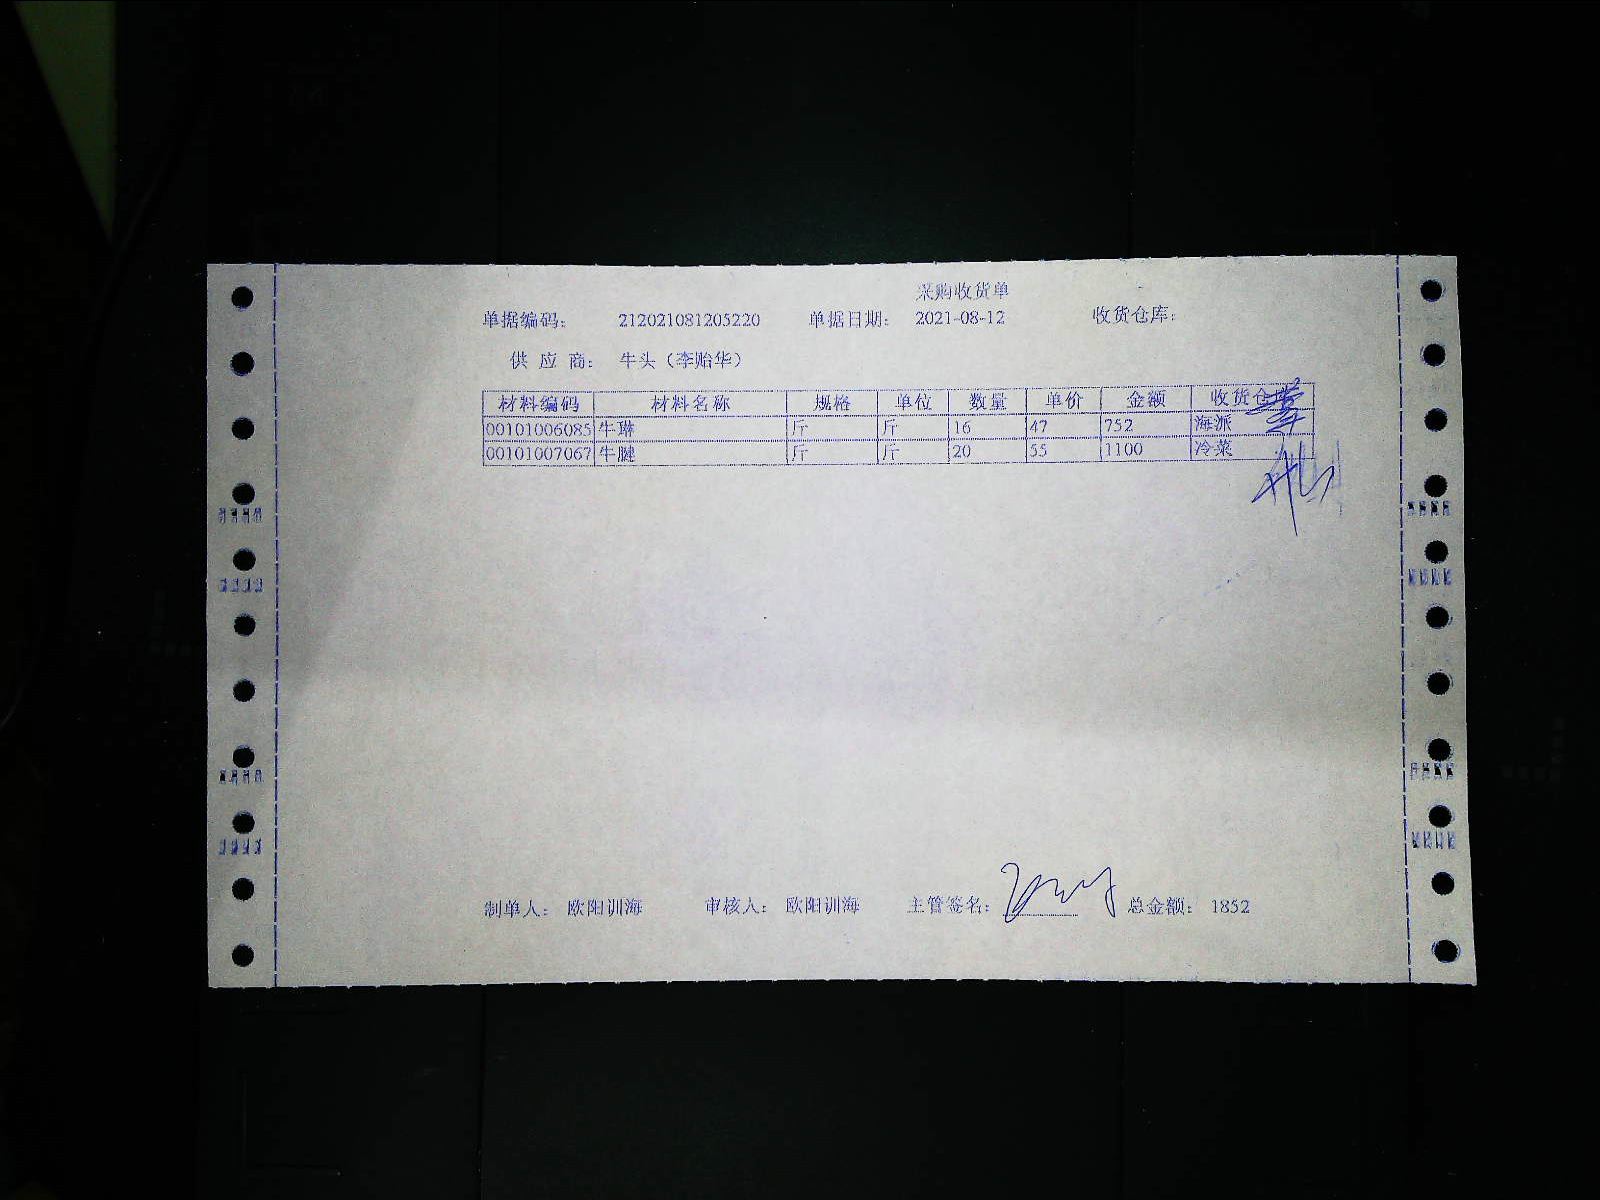 采购收货单
单据编码： 212021081205220 单据日期： 2021-08-12 收货仓库：
供 应 商： 牛头（李贻华）
材料编码 材料名称 规格 单位 数量 单价 金额 收货仓库
00101006085 牛琳 斤 斤 16 47 752 海派
00101007067 牛腱 斤 斤 20 55 1100 冷菜
制单人： 欧阳训海 审核人： 欧阳训海 主管签名： 总金额： 1852